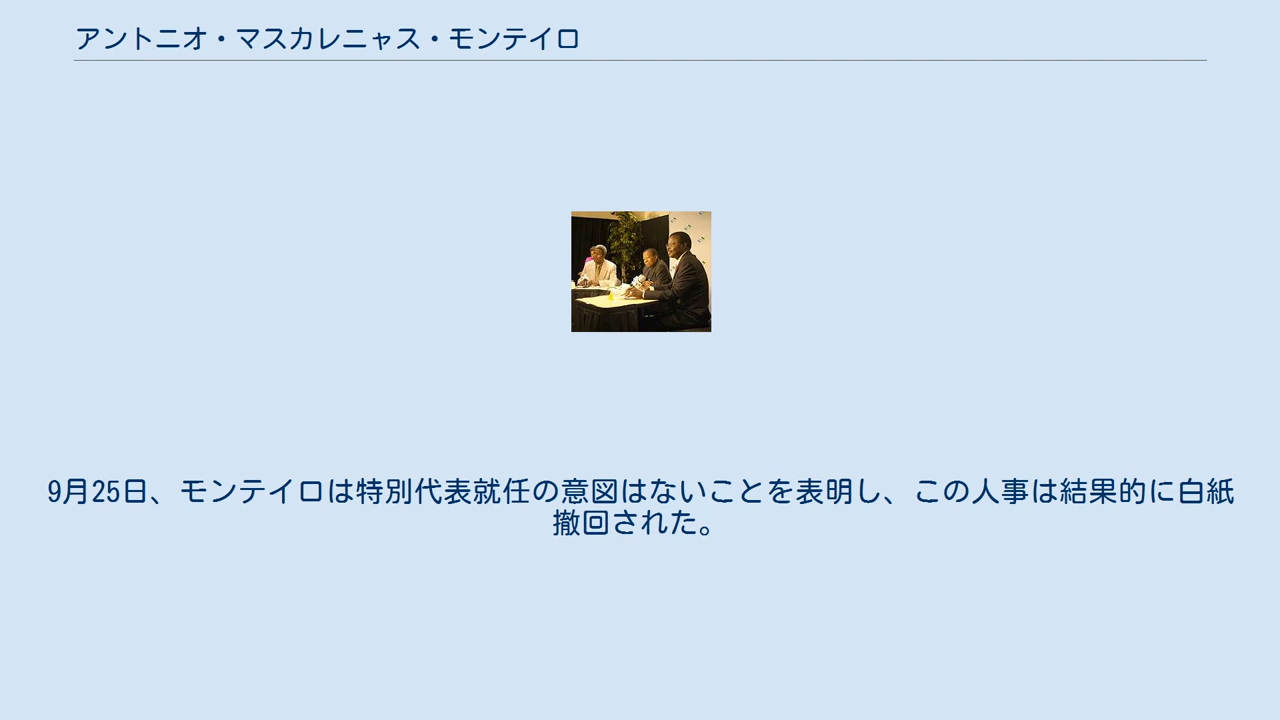 アントニオ・マスカレニャス・モンテイロ
9月25日、モンテイロは特別代表就任の意図はないことを表明し、この人事は結果的に白紙
撤回された。